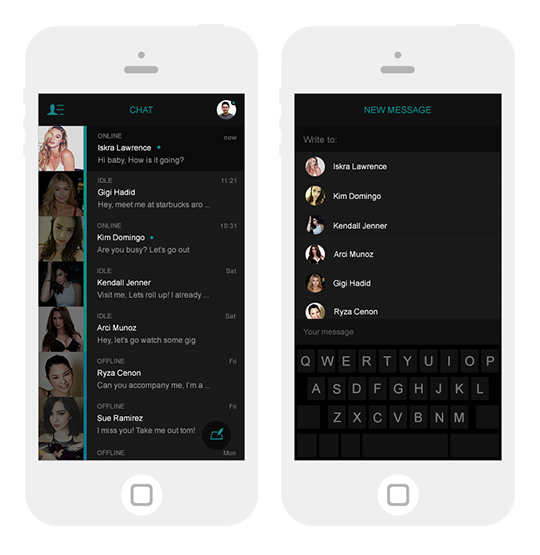 CHAT
ONLINE now
Iskra Lawrence
Hi baby, How is it going?
IDLE 11:21
Gigi Hadid
Hey, meet me at starbucks aro ...
ONLINE 10:31
Kim Domingo
Are you busy? Let's go out
IDLE Sat
Kendall Jenner
Visit me, Lets roll up! I already ...
IDLE Sat
Arci Munoz
Hey, let's go watch some gig
OFFLINE Fri
Ryza Cenon
Can you accompany me, I'm a ...
OFFLINE Fri
Sue Ramirez
I miss you! Take me out tom!
OFFLINE Mon
NEW MESSAGE
Write to:
Iskra Lawrence
Kim Domingo
Kendall Jenner
Arci Munoz
Gigi Hadid
Ryza Cenon
Your message
Q W E R T Y U I O P
A S D F G H J K L
Z X C V B N M